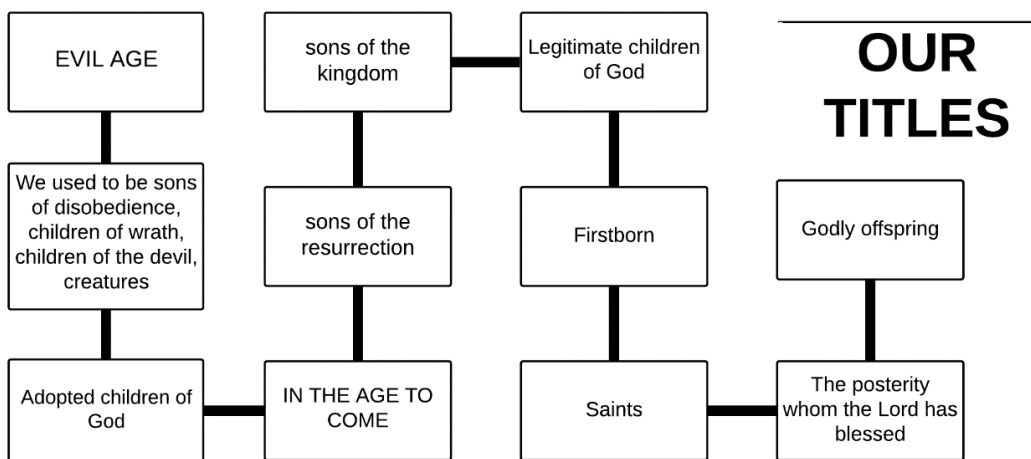 OUR
TITLES
EVIL AGE
We used to be sons
of disobedience,
children of wrath,
children of the devil,
creatures
Adopted children of
God
IN THE AGE TO
COME
sons of the
resurrection
sons of the
kingdom
Legitimate children
of God
Firstborn
Saints
The posterity
whom the Lord has
blessed
Godly offspring